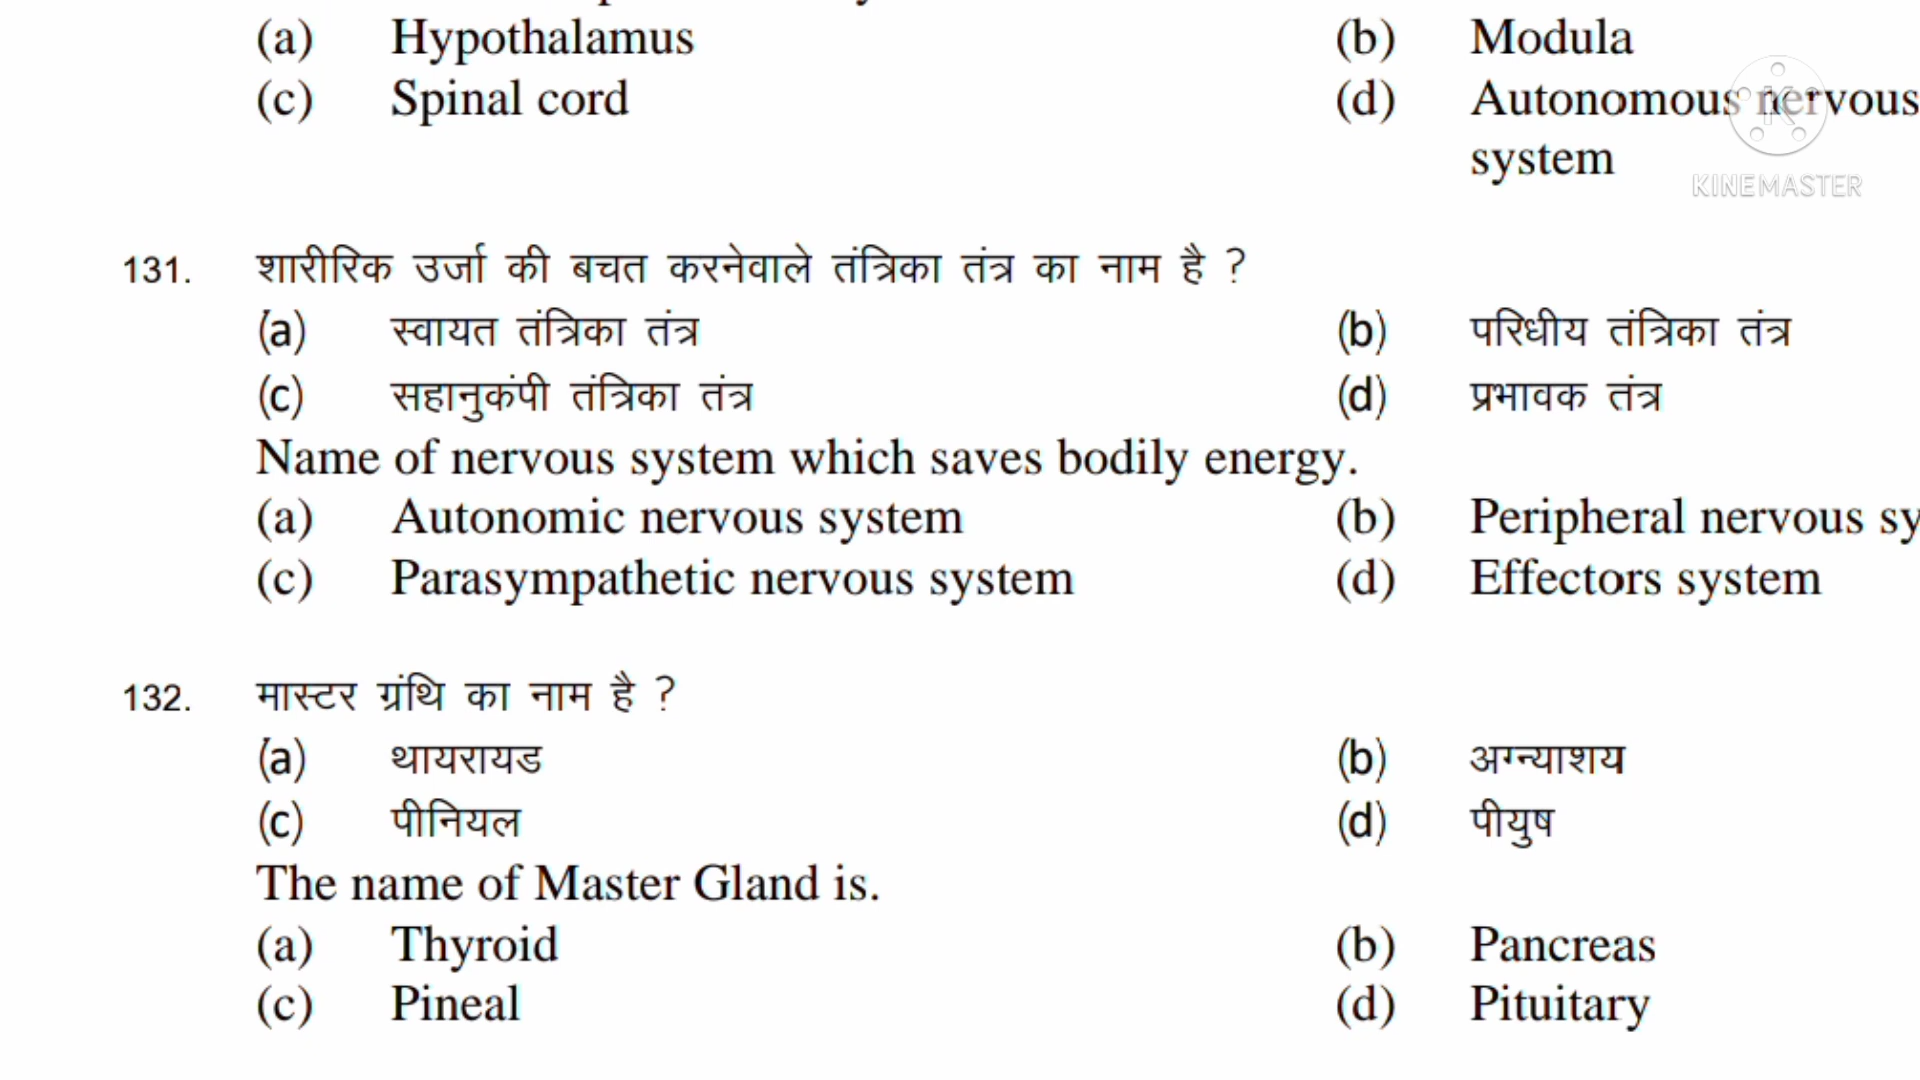 (a) Hypothalamus (b) Modula
(c) Spinal cord (d) Autonomous nervous
system
KINEMASTER
131. शारीरिक उर्जा की बचत करनेवाले तंत्रिका तंत्र का नाम है ?
(a) स्वायत तंत्रिका तंत्र (b) परिधीय तंत्रिका तंत्र
(c) सहानुकंपी तंत्रिका तंत्र (d) प्रभावक तंत्र
Name of nervous system which saves bodily energy.
(a) Autonomic nervous system (b) Peripheral nervous sy
(c) Parasympathetic nervous system (d) Effectors system
132. मास्टर ग्रंथि का नाम है ?
(a) थायरायड (b) अग्न्याशय
(c) पीनियल (d) पीयुष
The name of Master Gland is.
(a) Thyroid (b) Pancreas
(c) Pineal (d) Pituitary